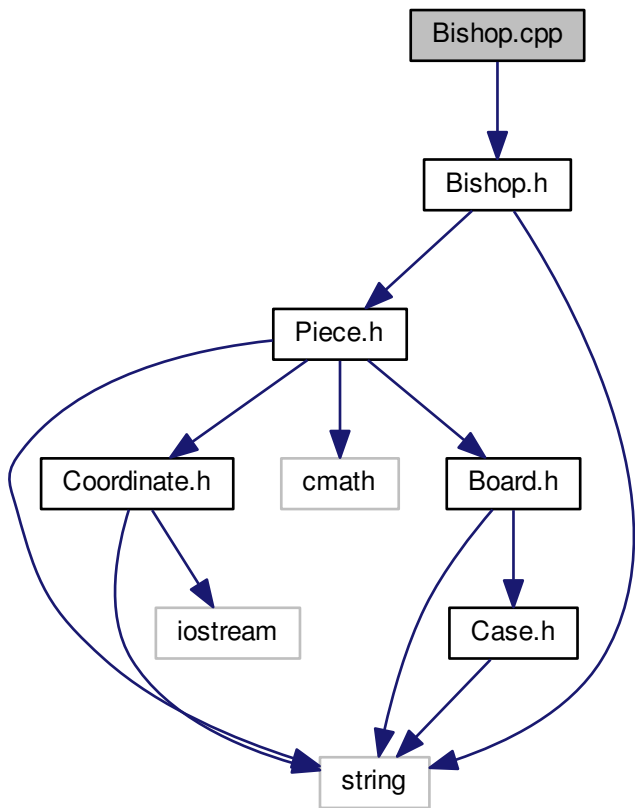 Bishop.cpp
Bishop.h
Piece.h
Coordinate.h
cmath
Board.h
iostream
Case.h
string